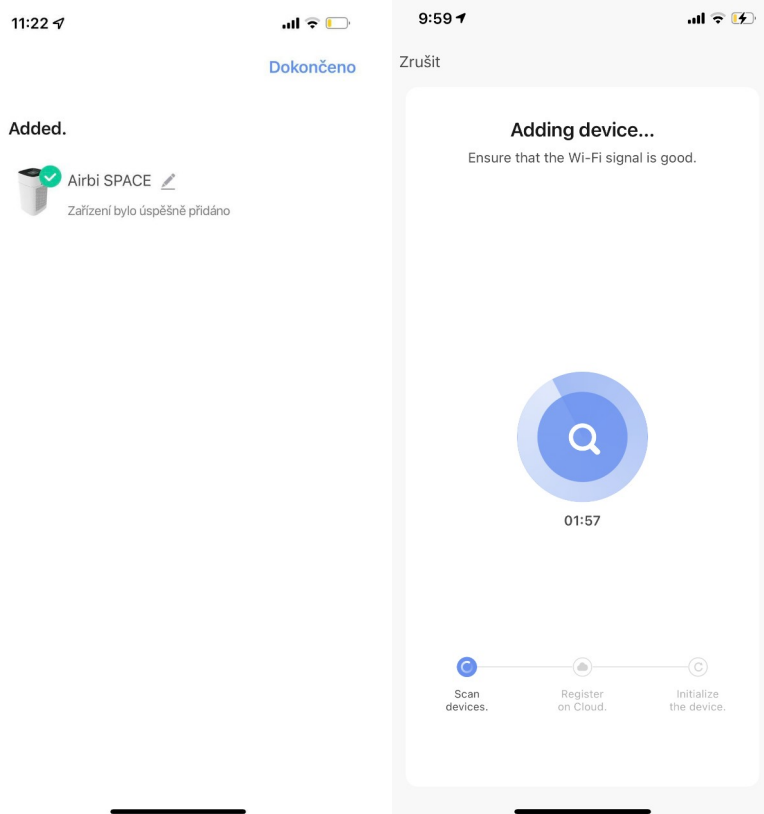 11:22
Dokončeno
Added.
Airbi SPACE
Zařízení bylo úspěšně přidáno
9:59
Zrušit
Adding device...
Ensure that the Wi-Fi signal is good.
01:57
Scan
devices.
Register
on Cloud.
Initialize
the device.